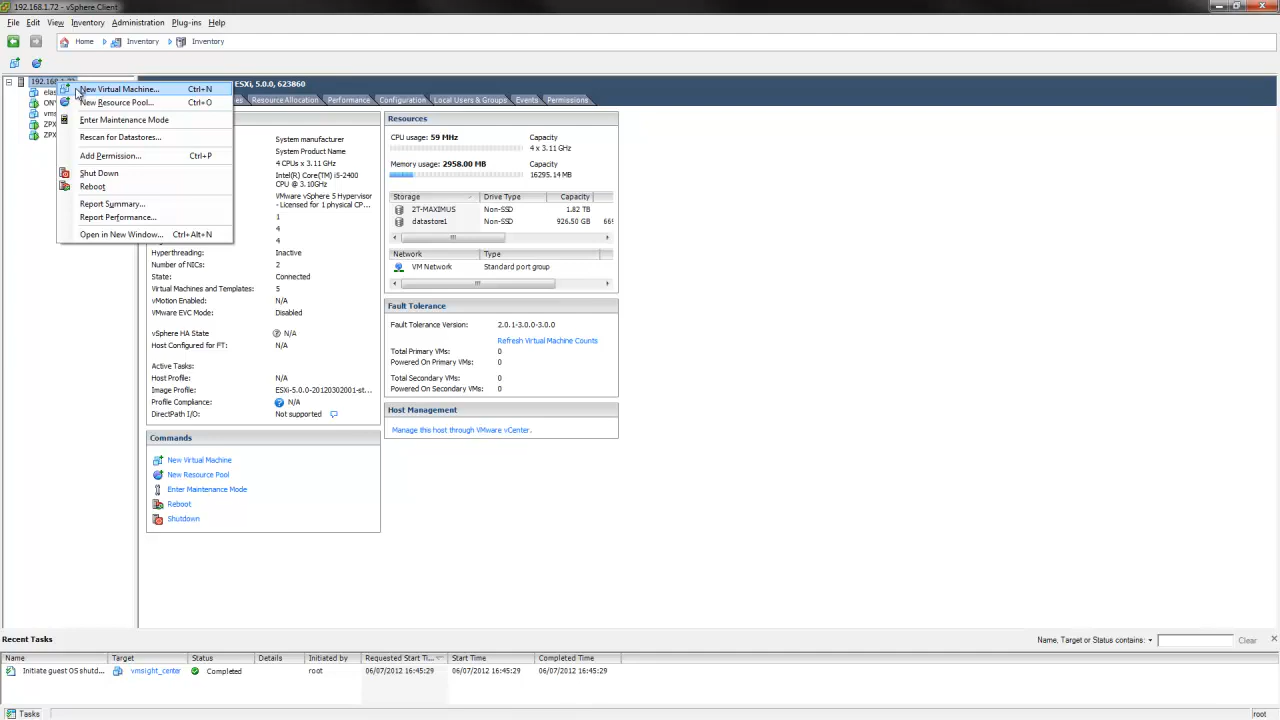 192.168.1.72 - vSphere Client
File Edit View Inventory Administration Plug-ins Help
Home Inventory Inventory
ESXi, 5.0.0, 623860
New Virtual Machine... Ctrl+N
New Resource Pool... Ctrl+O
Enter Maintenance Mode
Rescan for Datastores...
Add Permission... Ctrl+P
Shut Down
Reboot
Report Summary...
Report Performance...
Open in New Window... Ctrl+Alt+N
Resource Allocation Performance Configuration Local Users & Groups Events Permissions
System manufacturer
System Product Name
4 CPUs x 3.11 GHz
Intel(R) Core(TM) i5-2400
CPU @ 3.10GHz
VMware vSphere 5 Hypervisor
- Licensed for 1 physical CP...
1
4
4
Hyperthreading: Inactive
Number of NICs: 2
State: Connected
Virtual Machines and Templates: 5
vMotion Enabled: N/A
VMware EVC Mode: Disabled
vSphere HA State N/A
Host Configured for FT: N/A
Active Tasks:
Host Profile: N/A
Image Profile: ESXi-5.0.0-20120302001-st...
Profile Compliance: N/A
DirectPath I/O: Not supported
Commands
New Virtual Machine
New Resource Pool
Enter Maintenance Mode
Reboot
Shutdown
Resources
CPU usage: 59 MHz Capacity
4 x 3.11 GHz
Memory usage: 2958.00 MB Capacity
16295.14 MB
Storage Drive Type Capacity
2T-MAXIMUS Non-SSD 1.82 TB
datastore1 Non-SSD 926.50 GB
Network Type
VM Network Standard port group
Fault Tolerance
Fault Tolerance Version: 2.0.1-3.0.0-3.0.0
Refresh Virtual Machine Counts
Total Primary VMs: 0
Powered On Primary VMs: 0
Total Secondary VMs: 0
Powered On Secondary VMs: 0
Host Management
Manage this host through VMware vCenter.
Recent Tasks
Name, Target or Status contains: Clear
Name Target Status Details Initiated by Requested Start Ti... Start Time Completed Time
Initiate guest OS shutd... vmsight_center Completed root 06/07/2012 16:45:29 06/07/2012 16:45:29 06/07/2012 16:45:29
Tasks root